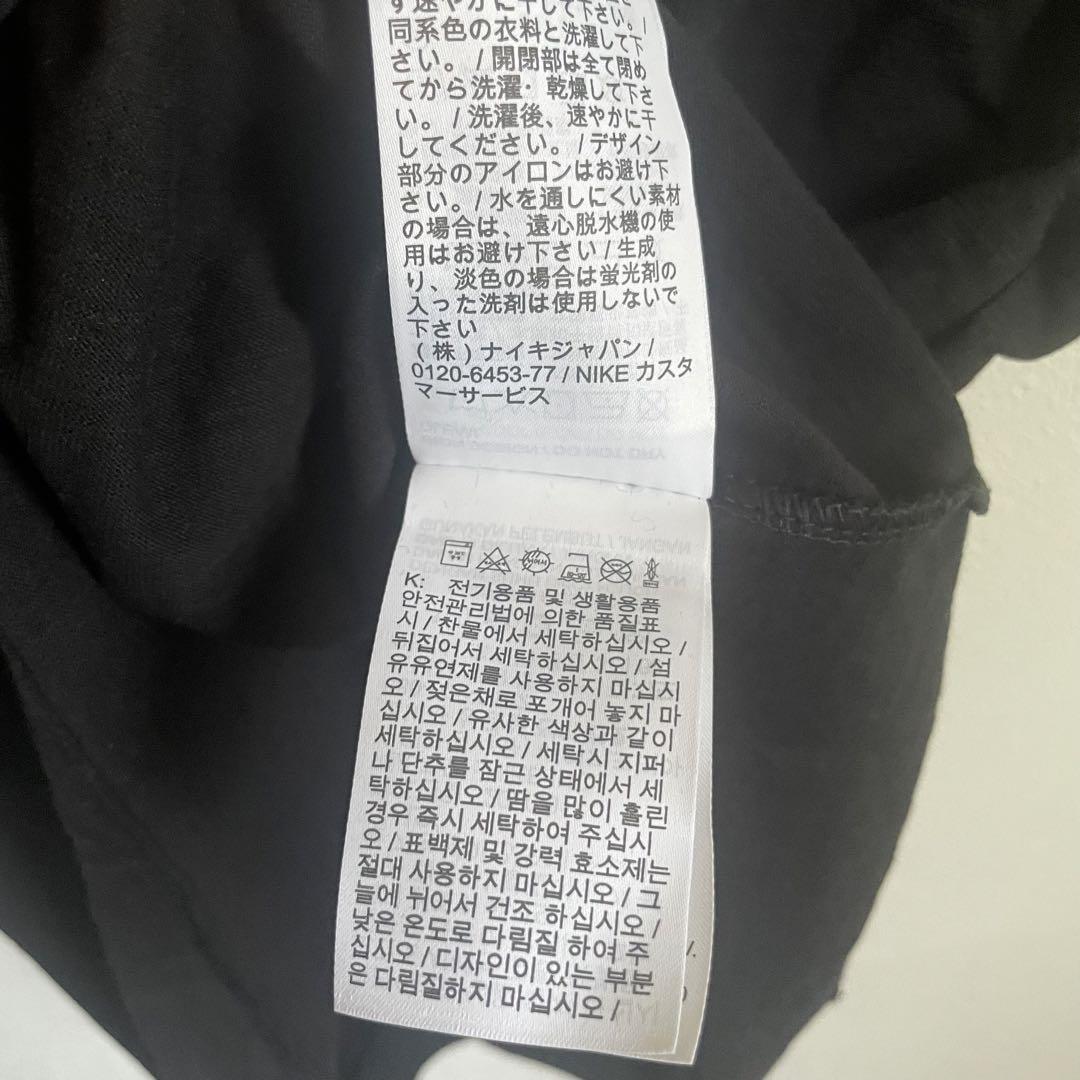 ず速やかに干して下さい。/
同系色の衣料と洗濯して下
さい。/ 開閉部は全て閉め
てから洗濯・乾燥して下さ
い。/ 洗濯後、速やかに干
してください。/ デザイン
部分のアイロンはお避け下
さい。/ 水を通しにくい素材
の場合は、遠心脱水機の使
用はお避け下さい / 生成
り、淡色の場合は蛍光剤の
入った洗剤は使用しないで
下さい
（株）ナイキジャパン /
0120-6453-77 / NIKE カスタ
マーサービス
K: 전기용품 및 생활용품
안전관리법에 의한 품질표
시 / 찬물에서 세탁하십시오 /
뒤집어서 세탁하십시오 / 섬
유유연제를 사용하지 마십시
오 / 젖은채로 포개어 놓지 마
십시오 / 유사한 색상과 같이
세탁하십시오 / 세탁시 지퍼
나 단추를 잠근 상태에서 세
탁하십시오 / 땀을 많이 흘린
경우 즉시 세탁하여 주십시
오 / 표백제 및 강력 효소제는
절대 사용하지 마십시오 / 그
늘에 뉘어서 건조 하십시오 /
낮은 온도로 다림질 하여 주
십시오 / 디자인이 있는 부분
은 다림질하지 마십시오 /